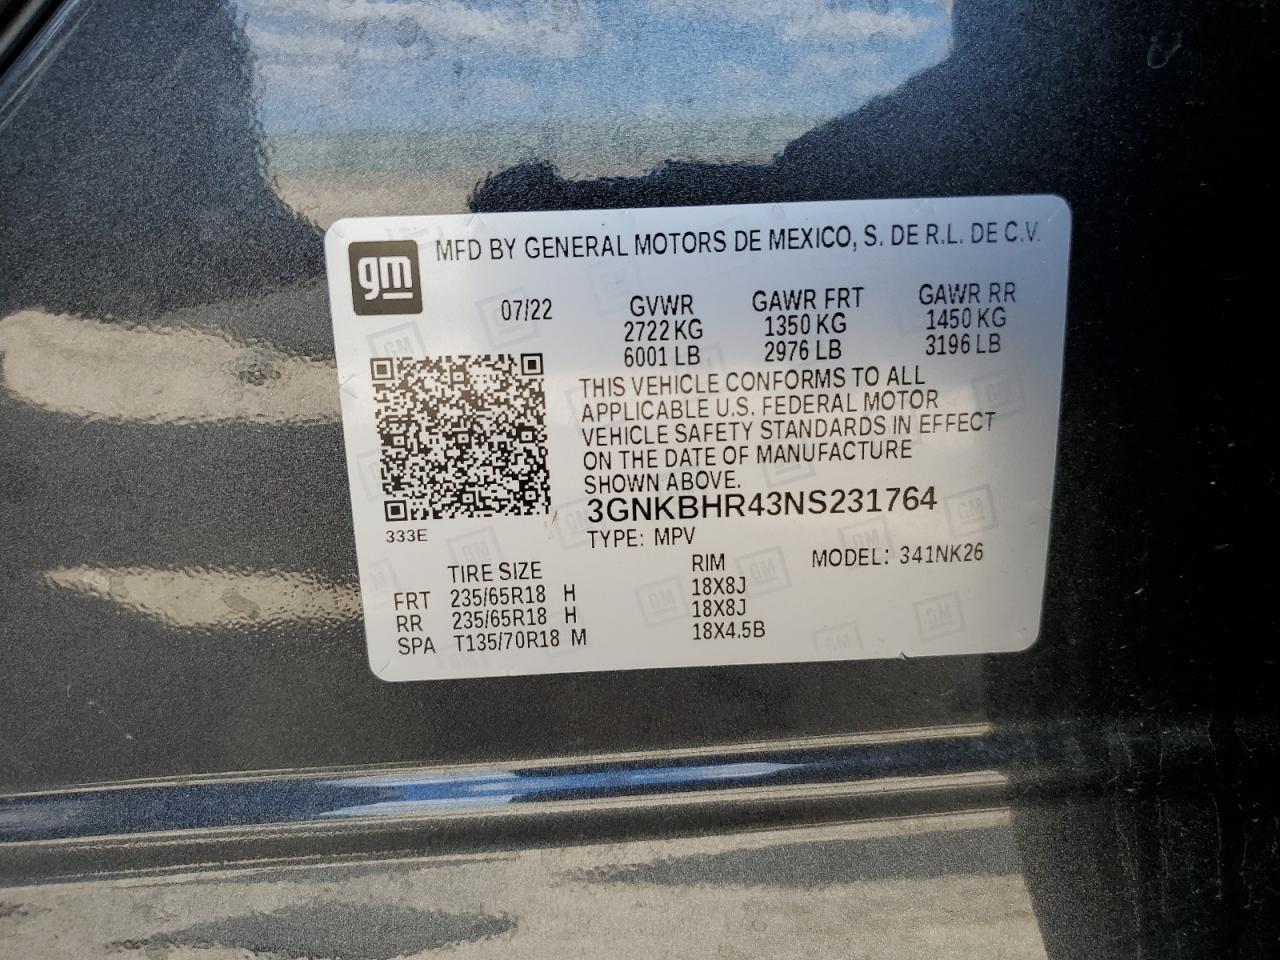 gm
MFD BY GENERAL MOTORS DE MEXICO, S. DE R.L. DE C.V.
07/22 GVWR GAWR FRT GAWR RR
2722 KG 1350 KG 1450 KG
6001 LB 2976 LB 3196 LB
THIS VEHICLE CONFORMS TO ALL
APPLICABLE U.S. FEDERAL MOTOR
VEHICLE SAFETY STANDARDS IN EFFECT
ON THE DATE OF MANUFACTURE
SHOWN ABOVE.
3GNKBHR43NS231764
333E
TYPE: MPV
TIRE SIZE RIM MODEL: 341NK26
FRT 235/65R18 H 18X8J
RR 235/65R18 H 18X8J
SPA T135/70R18 M 18X4.5B